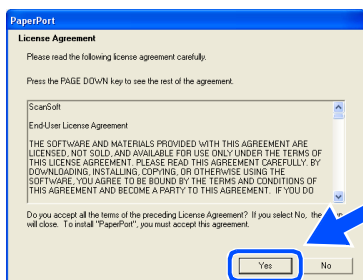 PaperPort
License Agreement
Please read the following license agreement carefully.
Press the PAGE DOWN key to see the rest of the agreement.
ScanSoft
End-User License Agreement
THE SOFTWARE AND MATERIALS PROVIDED WITH THIS AGREEMENT ARE
LICENSED, NOT SOLD, AND AVAILABLE FOR USE ONLY UNDER THE TERMS OF
THIS LICENSE AGREEMENT. PLEASE READ THIS AGREEMENT CAREFULLY. BY
DOWNLOADING, INSTALLING, COPYING, OR OTHERWISE USING THE
SOFTWARE, YOU AGREE TO BE BOUND BY THE TERMS AND CONDITIONS OF
THIS AGREEMENT AND BECOME A PARTY TO THIS AGREEMENT. IF YOU DO
Do you accept all the terms of the preceding License Agreement? If you select No, the
will close. To install "PaperPort", you must accept this agreement.
Yes
No